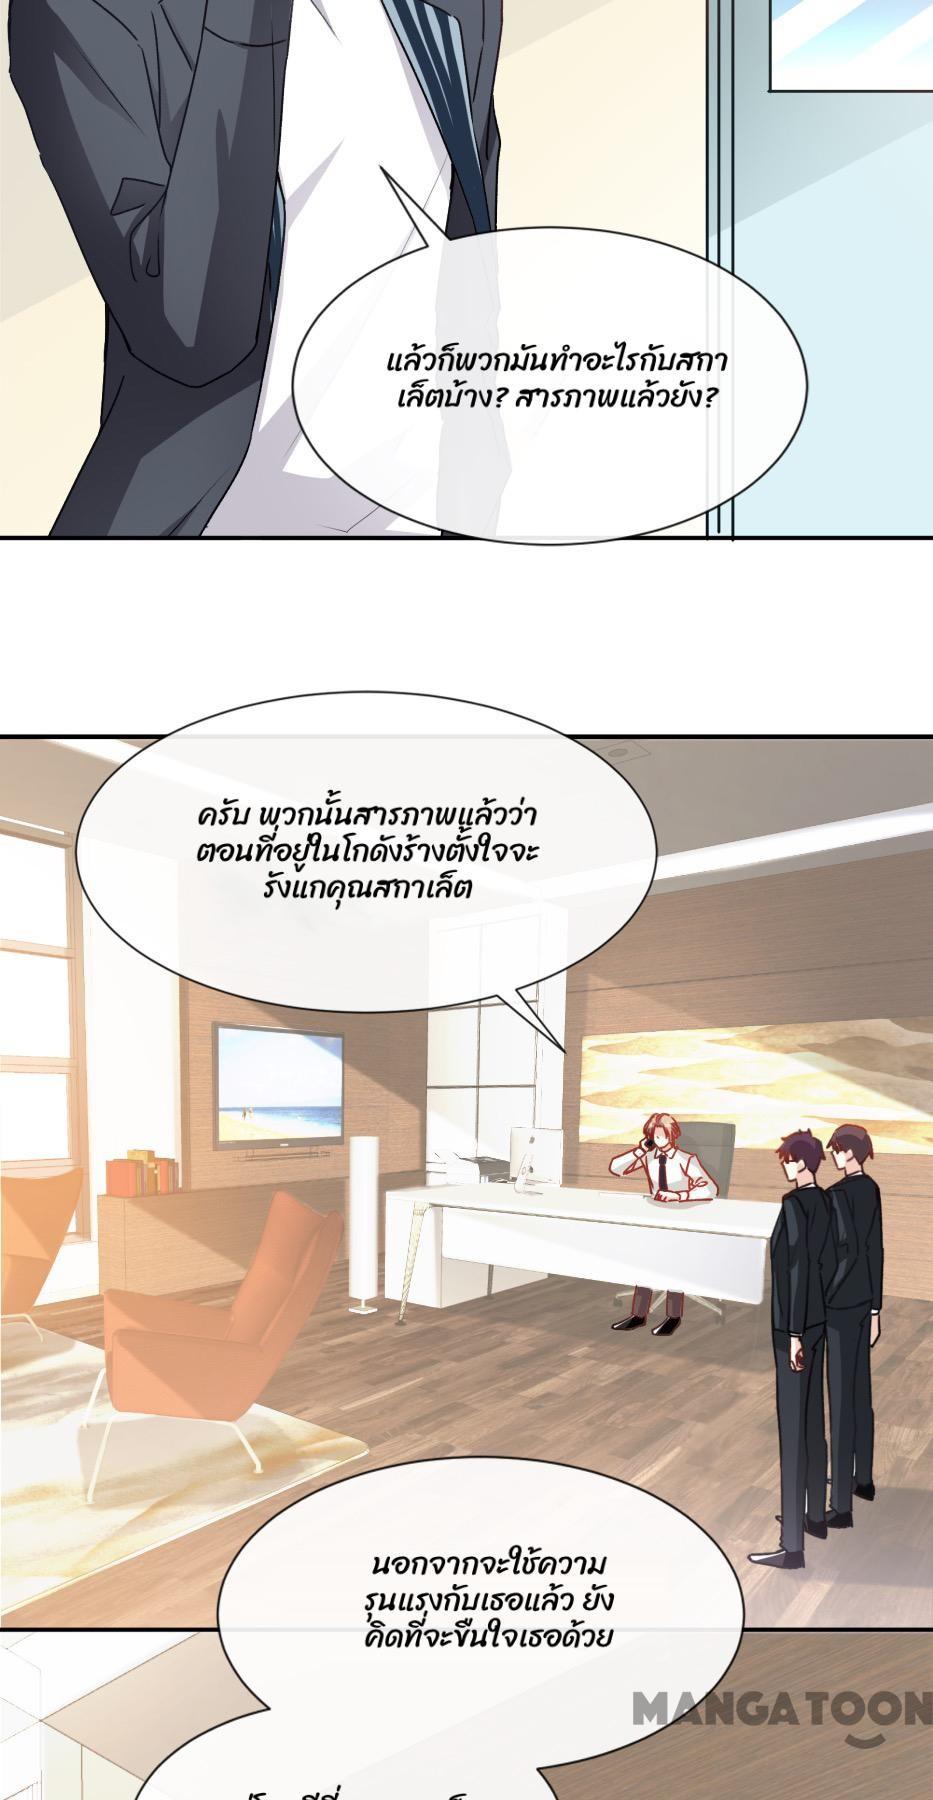 แล้วก็พวกมันทำอะไรกับสกา
เล็ตบ้าง? สารภาพแล้วยัง?
ครับ พวกนั้นสารภาพแล้วว่า
ตอนที่อยู่ในโกดังร้างตั้งใจจะ
รังแกคุณสกาเล็ต
นอกจากจะใช้ความ
รุนแรงกับเธอแล้ว ยัง
คิดที่จะขืนใจเธอด้วย
MANGATOON